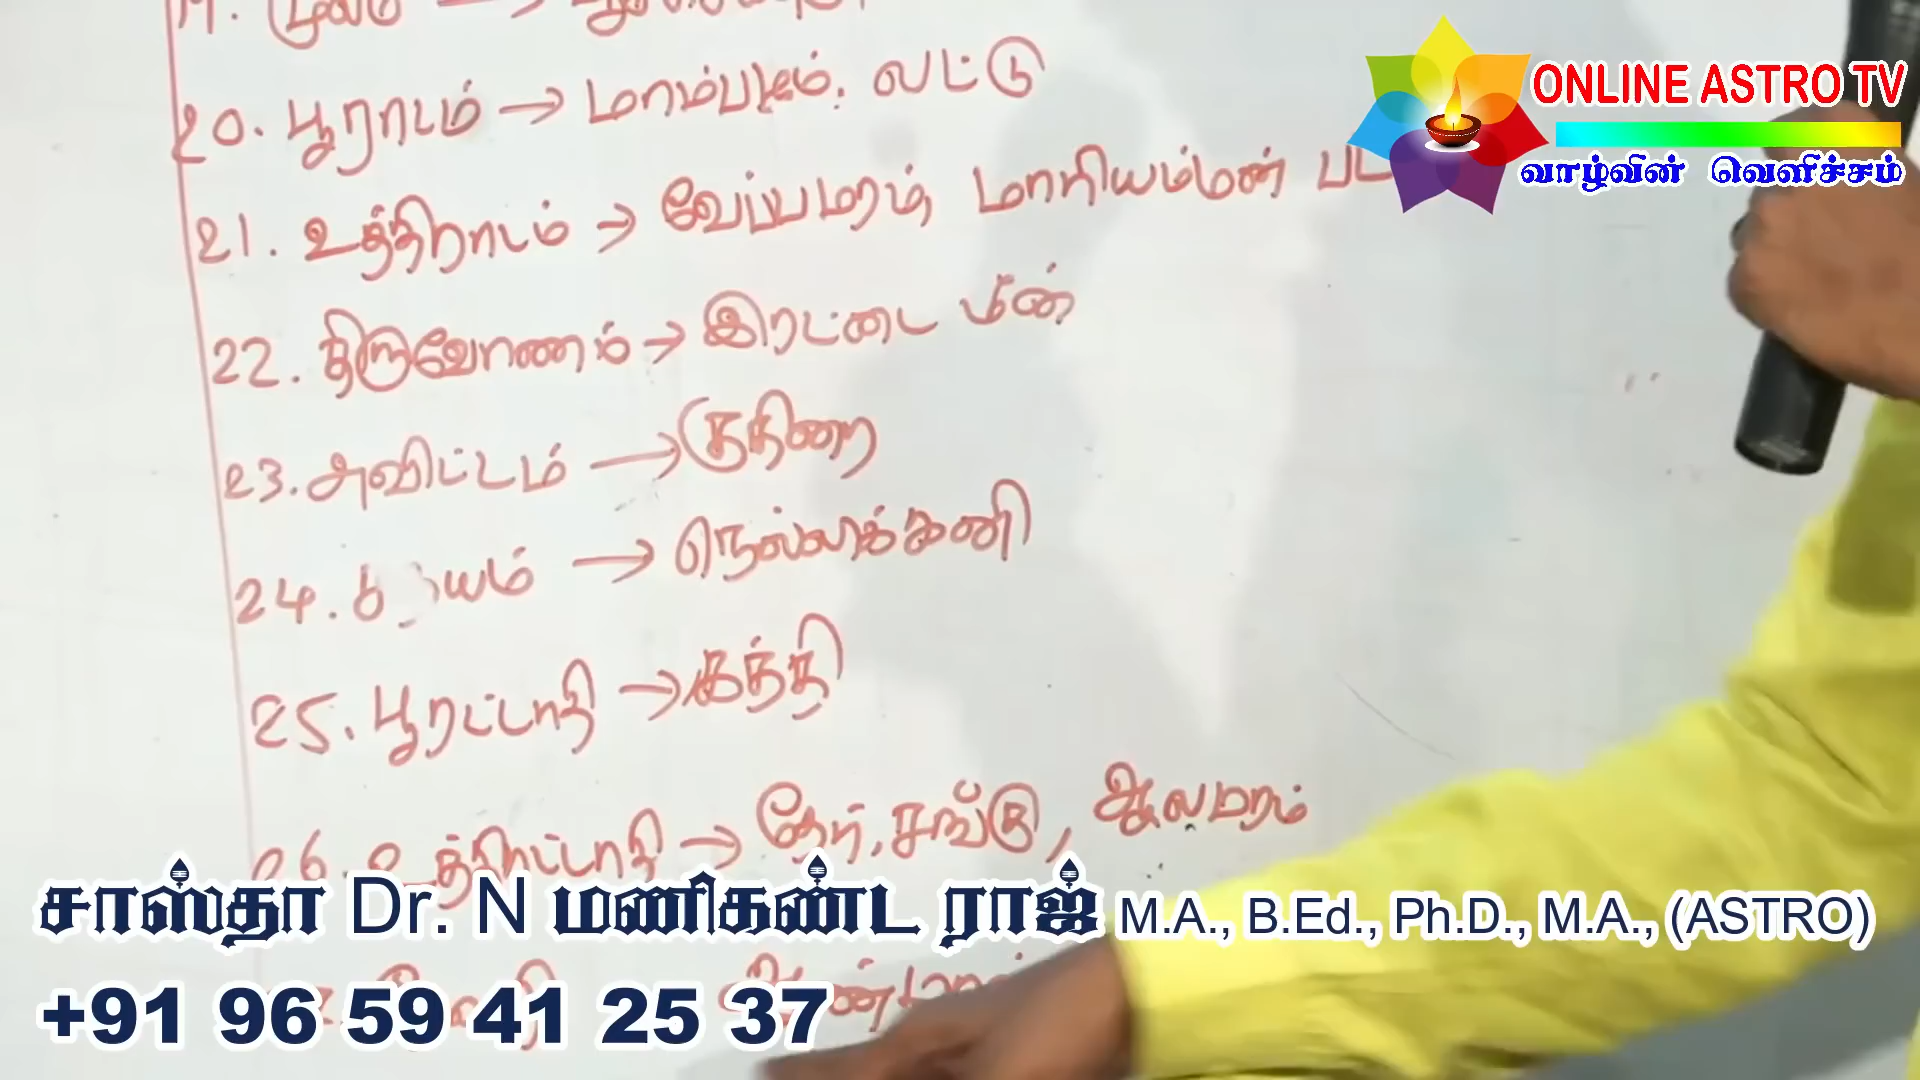 ONLINE ASTRO TV
வாழ்வின் வெளிச்சம்
20. பூராடம் → மாம்பழம். லட்டு
21. உத்திராடம் → வேப்பமரம், மாரியம்மன்
22. திருவோணம் → இரட்டை மீன்
23. அவிட்டம் → குதிரை
24. → நெல்லக்கனி
25. பூரட்டாதி → கத்தி
26. உத்திரட்டாதி → தேர், சங்கு, ஆலமரம்
சாஸ்தா Dr. N மணிகண்ட ராஜ் M.A., B.Ed., Ph.D., M.A., (ASTRO)
+91 96 59 41 25 37